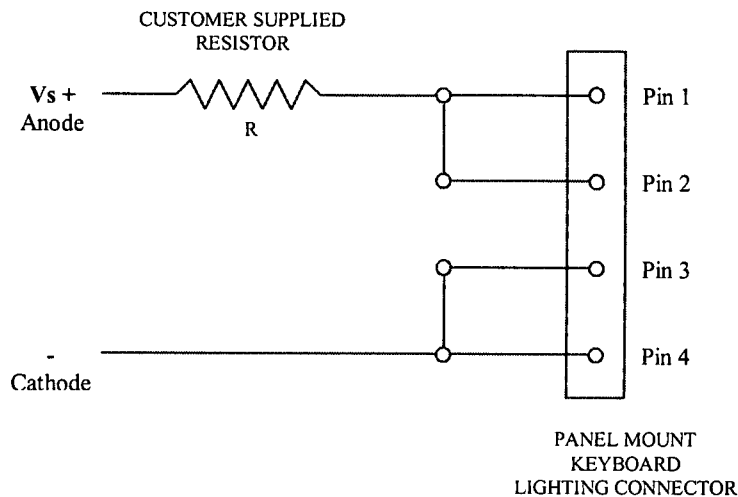 CUSTOMER SUPPLIED
RESISTOR
Vs +
Anode
R
Pin 1
Pin 2
Pin 3
-
Pin 4
Cathode
PANEL MOUNT
KEYBOARD
LIGHTING CONNECTOR